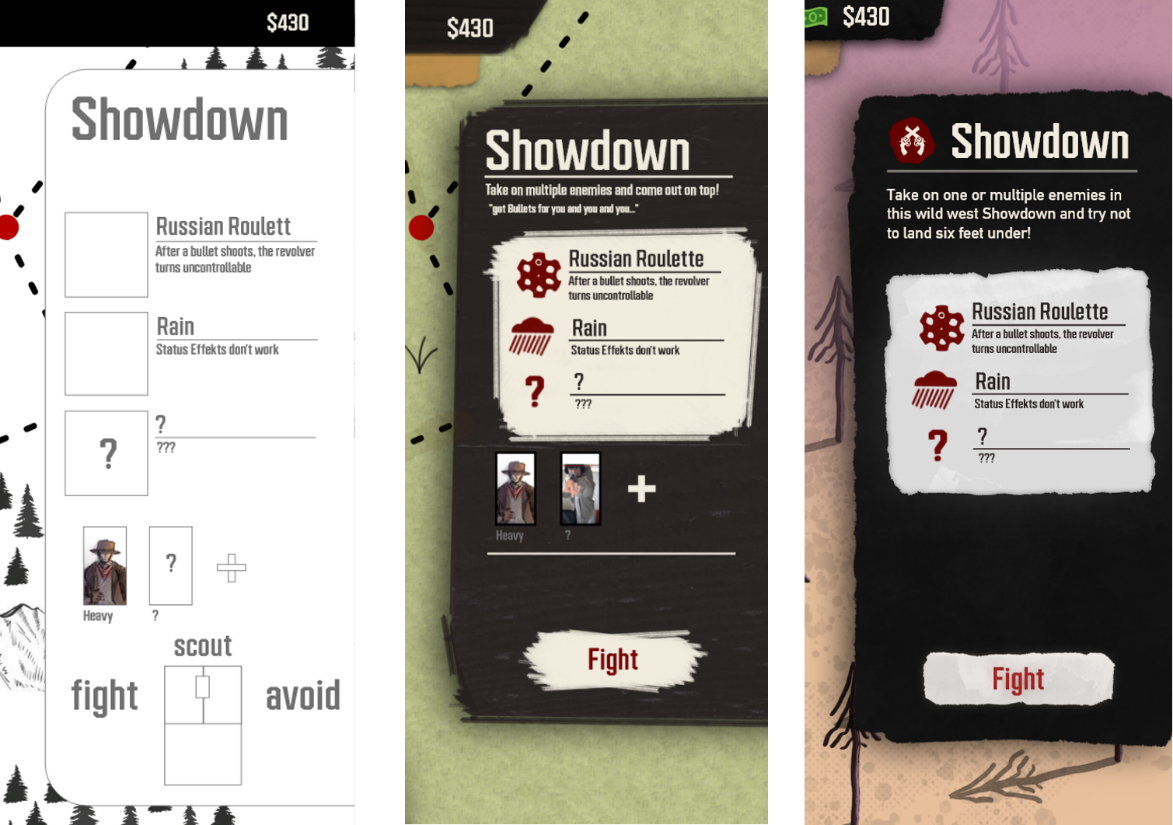 $430
Showdown
Russian Roulett
After a bullet shoots, the revolver
turns uncontrollable
Rain
Status Effekts don't work
?
?
???
?
Heavy
?
scout
fight
avoid
$430
Showdown
Take on multiple enemies and come out on top!
"got Bullets for you and you and you..."
Russian Roulette
After a bullet shoots, the revolver
turns uncontrollable
Rain
Status Effekts don't work
?
?
???
+
Heavy
?
Fight
$430
Showdown
Take on one or multiple enemies in
this wild west Showdown and try not
to land six feet under!
Russian Roulette
After a bullet shoots, the revolver
turns uncontrollable
Rain
Status Effekts don't work
?
?
???
Fight